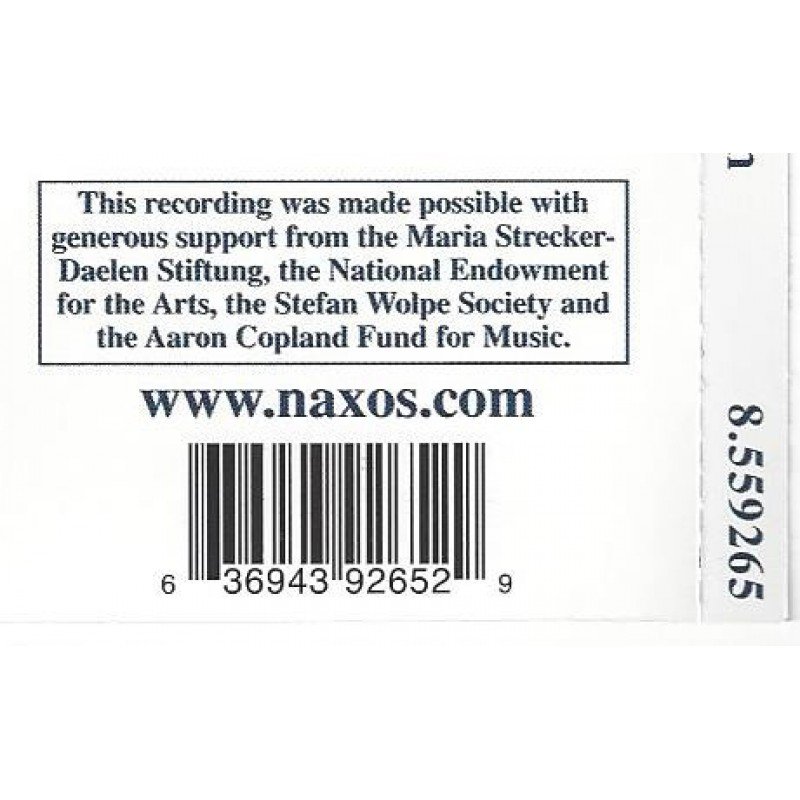 This recording was made possible with
generous support from the Maria Strecker-
Daelen Stiftung, the National Endowment
for the Arts, the Stefan Wolpe Society and
the Aaron Copland Fund for Music.
www.naxos.com
6 36943 92652 9
8.559265